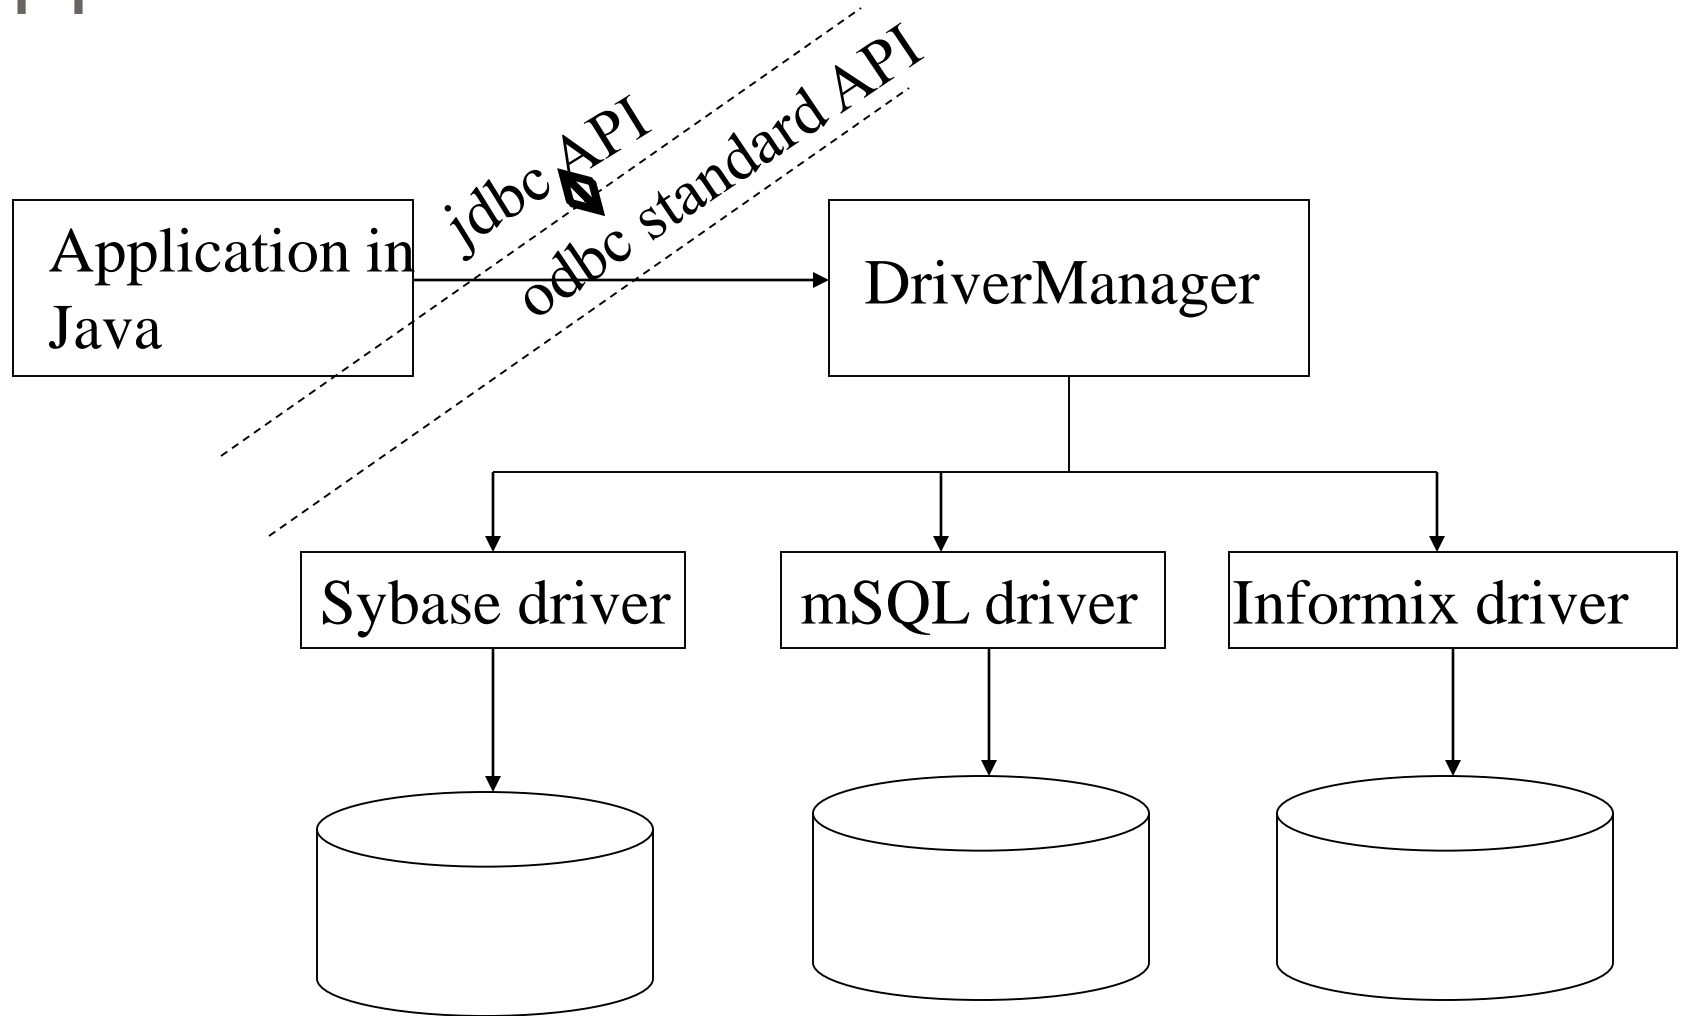 jdbc API
odbc standard API
Application in
Java
DriverManager
Sybase driver
mSQL driver
Informix driver